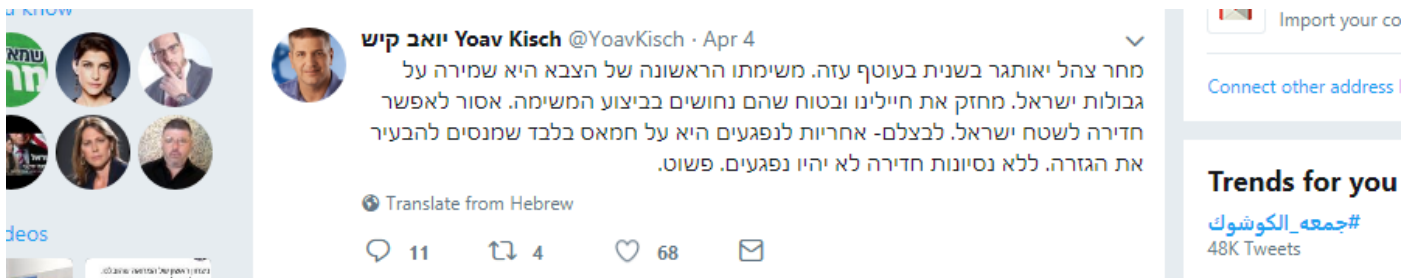 u know
שמא
יואב קיש Yoav Kisch @YoavKisch · Apr 4
מחר צהל יאותגר בשנית בעוטף עזה. משימתו הראשונה של הצבא היא שמירה על
גבולות ישראל. מחזק את חיילינו ובטוח שהם נחושים בביצוע המשימה. אסור לאפשר
חדירה לשטח ישראל. לבצלם- אחריות לנפגעים היא על חמאס בלבד שמנסים להבעיר
את הגזרה. ללא נסיונות חדירה לא יהיו נפגעים. פשוט.
Translate from Hebrew
11 4 68
deos
Import your co
Connect other address
Trends for you
#جمعه_الكوشوك
48K Tweets